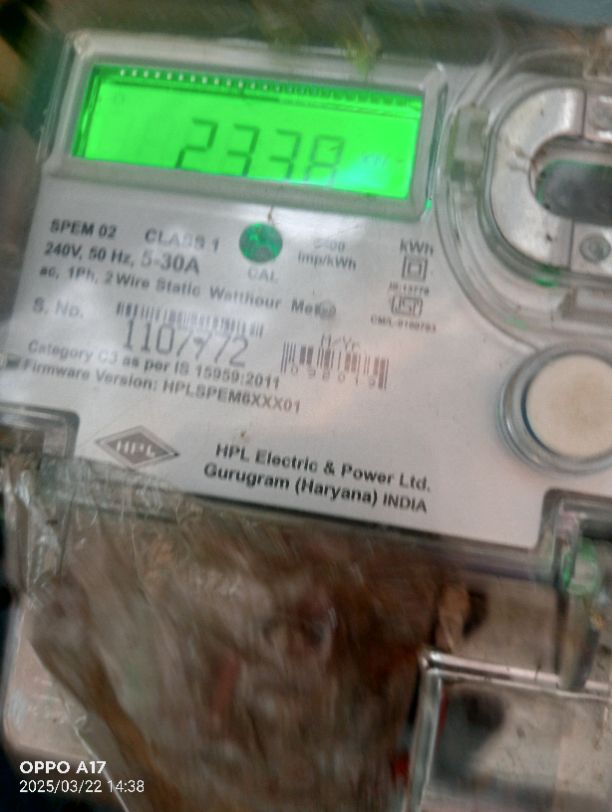 2338
SPEM 02 CLASS 1
240V, 50 Hz, 5-30A
imp/kWh
kWh
CAL
ac, 1Ph, 2 Wire Static Watthour Meter
S. No.
1107772
M/Yr.
092019
Category C3 as per IS 15959:2011
Firmware Version: HPLSPEM6XXX01
HPL
HPL Electric & Power Ltd.
Gurugram (Haryana) INDIA
OPPO A17
2025/03/22 14:38